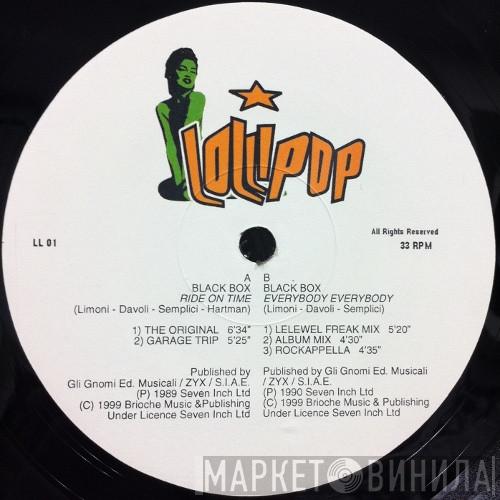 LOLLIPOP
LL 01
All Rights Reserved
33 RPM
A
BLACK BOX
RIDE ON TIME
(Limoni - Davoli - Semplici - Hartman)
1) THE ORIGINAL 6'34"
2) GARAGE TRIP 5'25"
Published by
Gli Gnomi Ed. Musicali / ZYX / S.I.A.E.
(P) 1989 Seven Inch Ltd
(C) 1999 Brioche Music &Publishing
Under Licence Seven Inch Ltd
B
BLACK BOX
EVERYBODY EVERYBODY
(Limoni - Davoli - Semplici)
1) LELEWEL FREAK MIX 5'20"
2) ALBUM MIX 4'30"
3) ROCKAPPELLA 4'35"
Published by Gli Gnomi Ed. Musicali
/ ZYX / S.I.A.E.
(P) 1990 Seven Inch Ltd
(C) 1999 Brioche Music &Publishing
Under Licence Seven Inch Ltd
МАРКЕТ ВИНИЛА